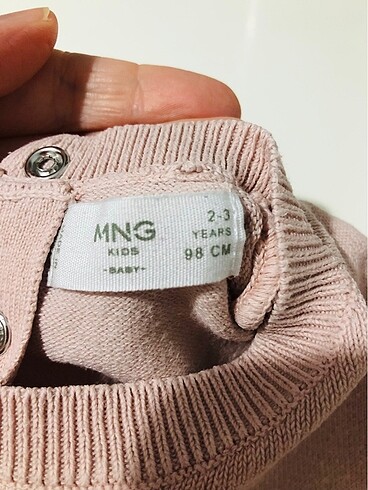 MNG
KIDS
-BABY-
2-3
YEARS
98 CM